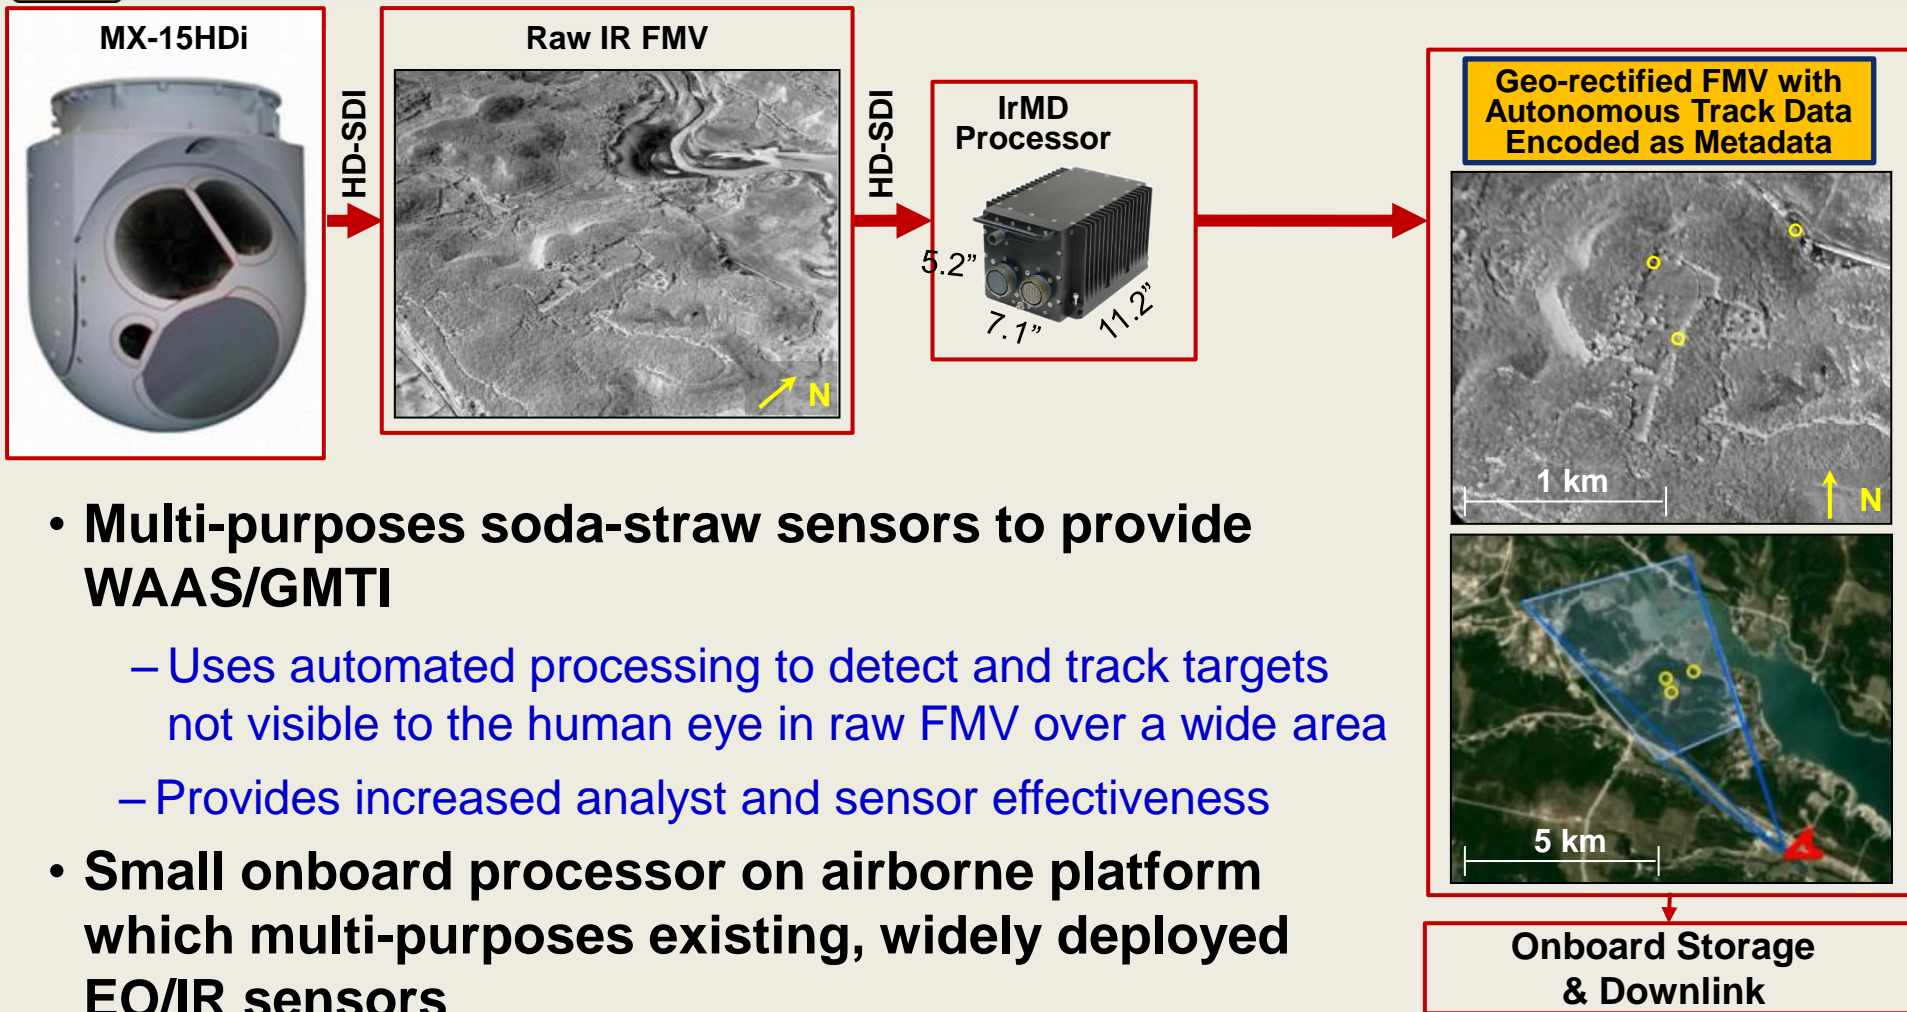 MX-15HDi
HD-SDI
Raw IR FMV
N
HD-SDI
IrMD
Processor
5.2”
7.1”
11.2”
Geo-rectified FMV with
Autonomous Track Data
Encoded as Metadata
1 km
N
5 km
Onboard Storage
& Downlink
• Multi-purposes soda-straw sensors to provide
WAAS/GMTI
– Uses automated processing to detect and track targets
not visible to the human eye in raw FMV over a wide area
– Provides increased analyst and sensor effectiveness
• Small onboard processor on airborne platform
which multi-purposes existing, widely deployed
EO/IR sensors